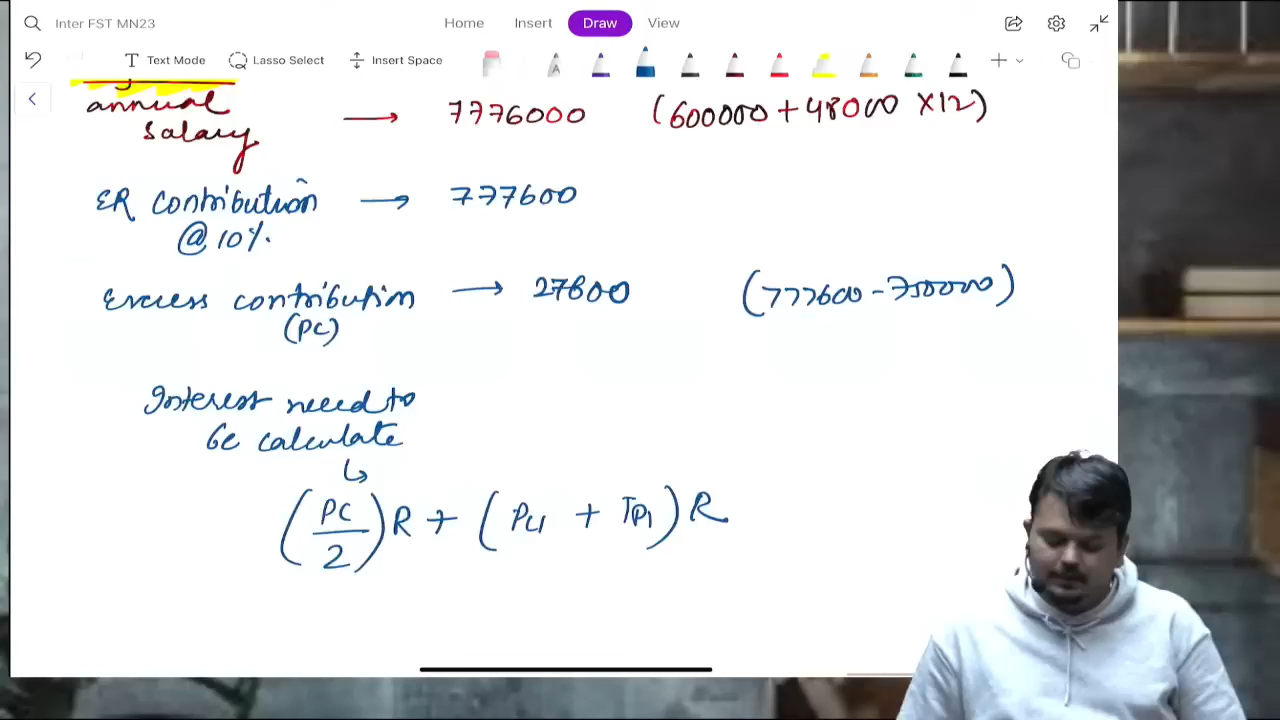 Inter FST MN23
Home Insert Draw View
Text Mode Lasso Select Insert Space
annual salary → 7776000 (600000 + 48000 X12)
ER contribution @ 10% → 777600
Excess contribution (PC) → 27600 (777600 - 750000)
Interest need to
be calculate
(PC/2)R + (PC1 + TP1)R